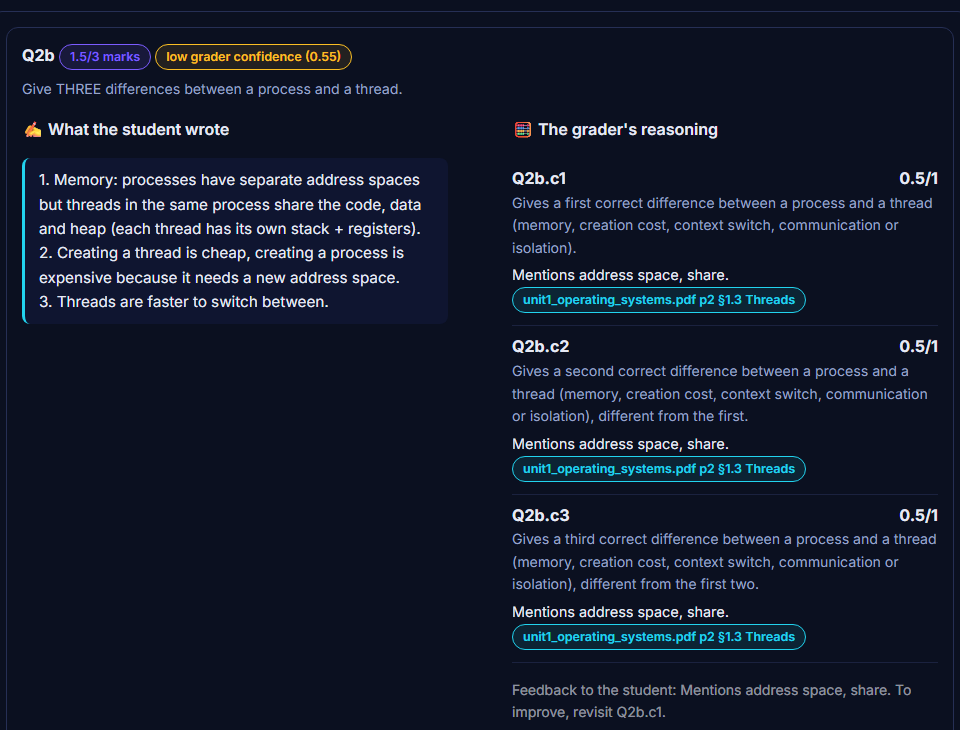 Q2b 1.5/3 marks low grader confidence (0.55)
Give THREE differences between a process and a thread.
✍️ What the student wrote
1. Memory: processes have separate address spaces
but threads in the same process share the code, data
and heap (each thread has its own stack + registers).
2. Creating a thread is cheap, creating a process is
expensive because it needs a new address space.
3. Threads are faster to switch between.
🧮 The grader's reasoning
Q2b.c1 0.5/1
Gives a first correct difference between a process and a thread
(memory, creation cost, context switch, communication or
isolation).
Mentions address space, share.
unit1_operating_systems.pdf p2 §1.3 Threads
Q2b.c2 0.5/1
Gives a second correct difference between a process and a
thread (memory, creation cost, context switch, communication
or isolation), different from the first.
Mentions address space, share.
unit1_operating_systems.pdf p2 §1.3 Threads
Q2b.c3 0.5/1
Gives a third correct difference between a process and a thread
(memory, creation cost, context switch, communication or
isolation), different from the first two.
Mentions address space, share.
unit1_operating_systems.pdf p2 §1.3 Threads
Feedback to the student: Mentions address space, share. To
improve, revisit Q2b.c1.